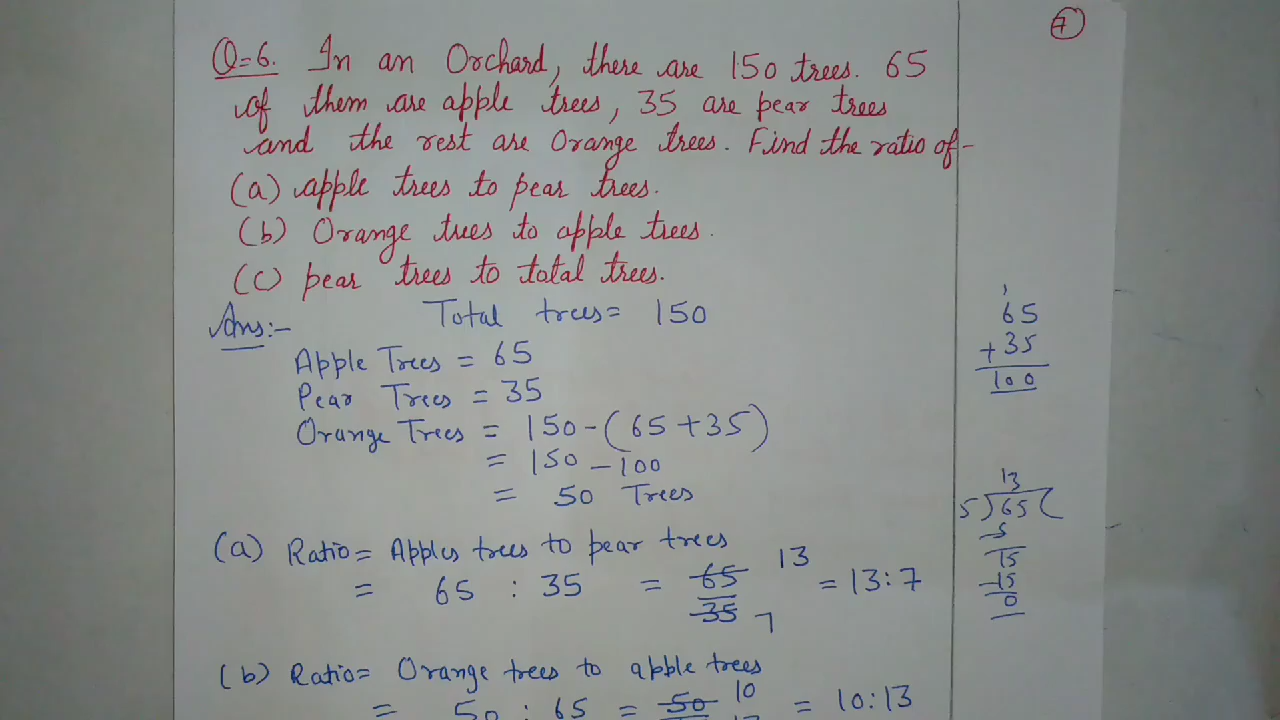 7
Q=6. In an Orchard, there are 150 trees. 65
of them are apple trees, 35 are pear trees
and the rest are Orange trees. Find the ratio of-
(a) apple trees to pear trees.
(b) Orange trees to apple trees.
(c) pear trees to total trees.
Ans:- Total trees= 150
Apple Trees = 65
Pear Trees = 35
Orange Trees = 150-(65+35)
= 150-100
= 50 Trees
(a) Ratio= Apples trees to pear trees
= 65 : 35 = 65/35 13/7 = 13:7
(b) Ratio= Orange trees to apple trees
= 50 : 65 = 50 10 = 10:13
1
65
+35
100
13
5)65(
-5
15
-15
0